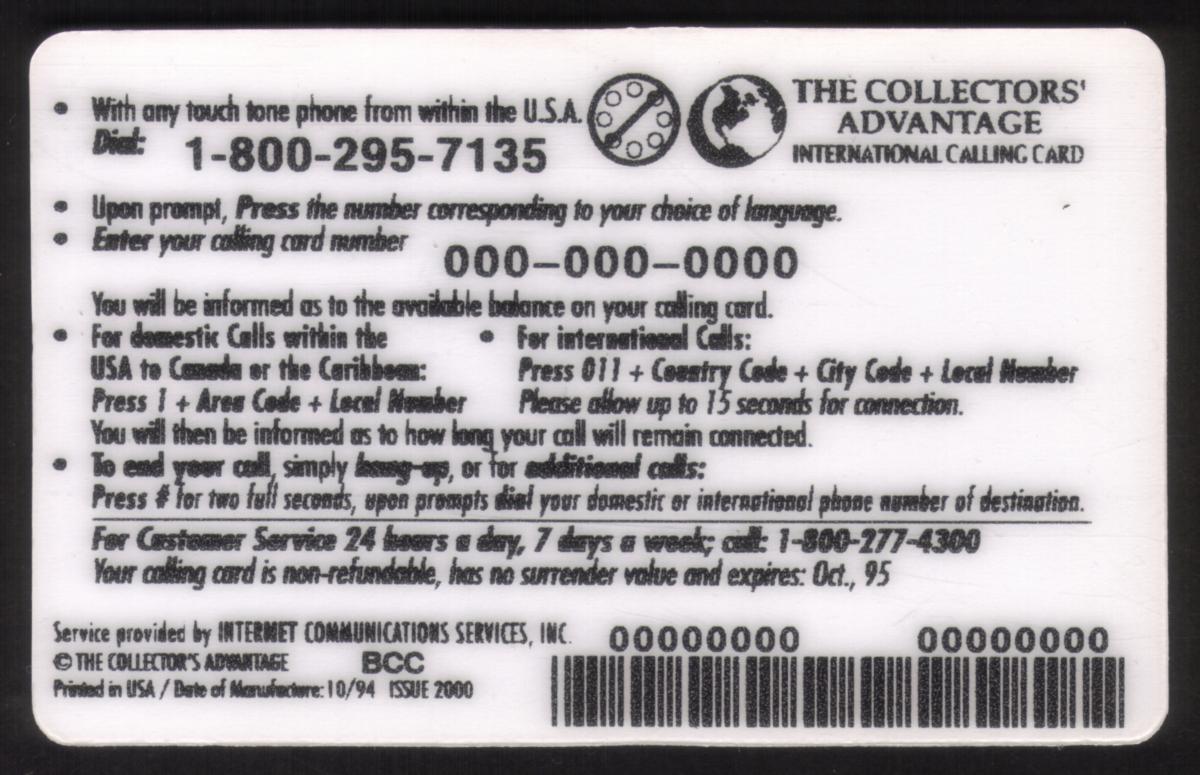 THE COLLECTORS'
ADVANTAGE
INTERNATIONAL CALLING CARD
• With any touch tone phone from within the U.S.A.
Dial: 1-800-295-7135
• Upon prompt, Press the number corresponding to your choice of language.
• Enter your calling card number
000-000-0000
You will be informed as to the available balance on your calling card.
• For domestic Calls within the
USA to Canada or the Caribbean:
Press 1 + Area Code + Local Number
• For international Calls:
Press 011 + Country Code + City Code + Local Number
Please allow up to 15 seconds for connection.
You will then be informed as to how long your call will remain connected.
• To end your call, simply hang-up, or for additional calls:
Press # for two full seconds, upon prompts dial your domestic or international phone number of destination.
For Customer Service 24 hours a day, 7 days a week; call: 1-800-277-4300
Your calling card is non-refundable, has no surrender value and expires: Oct., 95
Service provided by INTERNET COMMUNICATIONS SERVICES, INC.
© THE COLLECTOR'S ADVANTAGE BCC
Printed in USA / Date of Manufacture: 10/94 ISSUE 2000
00000000 00000000